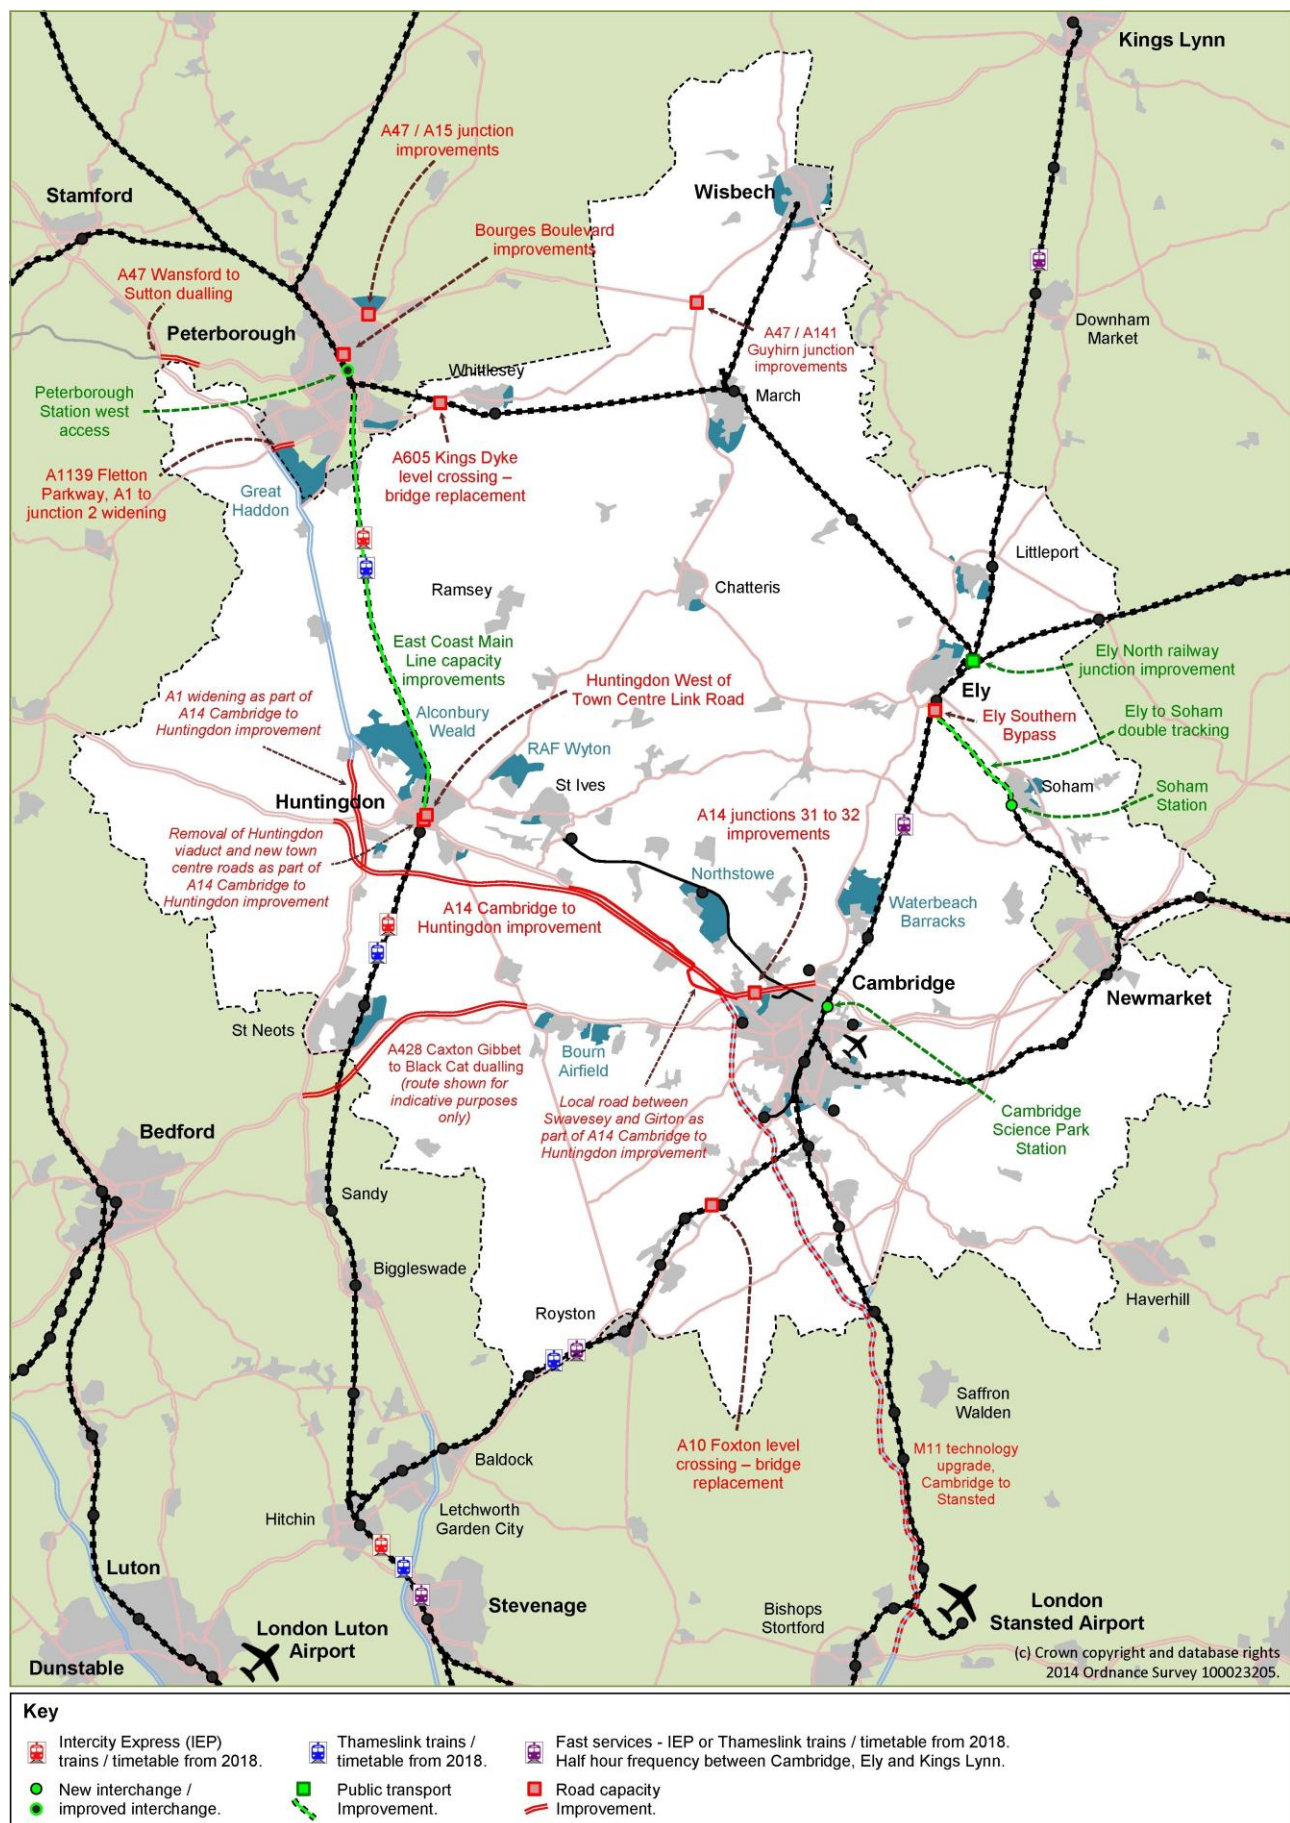 Kings Lynn
A47 / A15 junction
improvements
Stamford
Wisbech
Bourges Boulevard
improvements
A47 Wansford to
Sutton dualling
Peterborough
Downham
Market
A47 / A141
Guyhirn junction
improvements
Whittlesey
March
Peterborough
Station west
access
A605 Kings Dyke
level crossing –
bridge replacement
A1139 Fletton
Parkway, A1 to
junction 2 widening
Great
Haddon
Littleport
Ramsey
Chatteris
East Coast Main
Line capacity
improvements
Ely North railway
junction improvement
Huntingdon West of
Town Centre Link Road
Ely
A1 widening as part of
A14 Cambridge to
Huntingdon improvement
Alconbury
Weald
Ely Southern
Bypass
Ely to Soham
double tracking
RAF Wyton
St Ives
Soham
Soham
Station
Huntingdon
A14 junctions 31 to 32
improvements
Removal of Huntingdon
viaduct and new town
centre roads as part of
A14 Cambridge to
Huntingdon improvement
Northstowe
Waterbeach
Barracks
A14 Cambridge to
Huntingdon improvement
Cambridge
Newmarket
St Neots
A428 Caxton Gibbet
to Black Cat dualling
(route shown for
indicative purposes
only)
Bourn
Airfield
Local road between
Swavesey and Girton as
part of A14 Cambridge to
Huntingdon improvement
Cambridge
Science Park
Station
Bedford
Sandy
Biggleswade
Haverhill
Royston
Saffron
Walden
A10 Foxton level
crossing – bridge
replacement
M11 technology
upgrade,
Cambridge to
Stansted
Baldock
Letchworth
Garden City
Hitchin
Luton
Stevenage
Bishops
Stortford
London
Stansted Airport
London Luton
Airport
Dunstable
(c) Crown copyright and database rights
2014 Ordnance Survey 100023205.
Key
Intercity Express (IEP)
trains / timetable from 2018.
Thameslink trains /
timetable from 2018.
Fast services - IEP or Thameslink trains / timetable from 2018.
Half hour frequency between Cambridge, Ely and Kings Lynn.
New interchange /
improved interchange.
Public transport
Improvement.
Road capacity
Improvement.